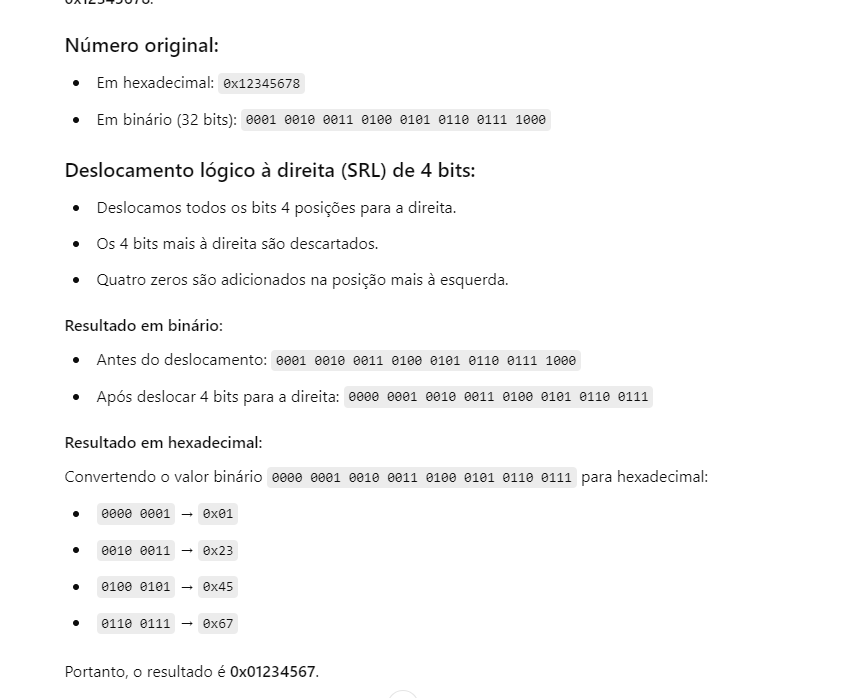 0x12345678.
Número original:
• Em hexadecimal: 0x12345678
• Em binário (32 bits): 0001 0010 0011 0100 0101 0110 0111 1000
Deslocamento lógico à direita (SRL) de 4 bits:
• Deslocamos todos os bits 4 posições para a direita.
• Os 4 bits mais à direita são descartados.
• Quatro zeros são adicionados na posição mais à esquerda.
Resultado em binário:
• Antes do deslocamento: 0001 0010 0011 0100 0101 0110 0111 1000
• Após deslocar 4 bits para a direita: 0000 0001 0010 0011 0100 0101 0110 0111
Resultado em hexadecimal:
Convertendo o valor binário 0000 0001 0010 0011 0100 0101 0110 0111 para hexadecimal:
• 0000 0001 → 0x01
• 0010 0011 → 0x23
• 0100 0101 → 0x45
• 0110 0111 → 0x67
Portanto, o resultado é 0x01234567.